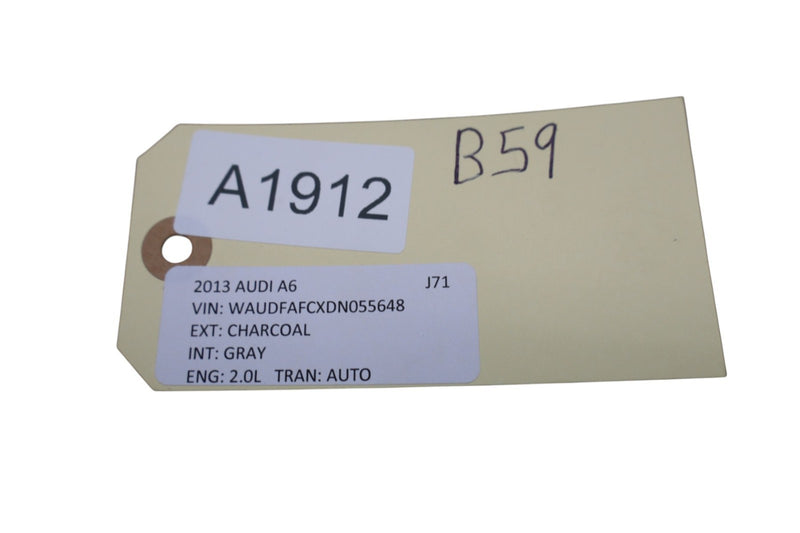 A1912
B59
2013 AUDI A6 J71
VIN: WAUDFAFCXDN055648
EXT: CHARCOAL
INT: GRAY
ENG: 2.0L TRAN: AUTO